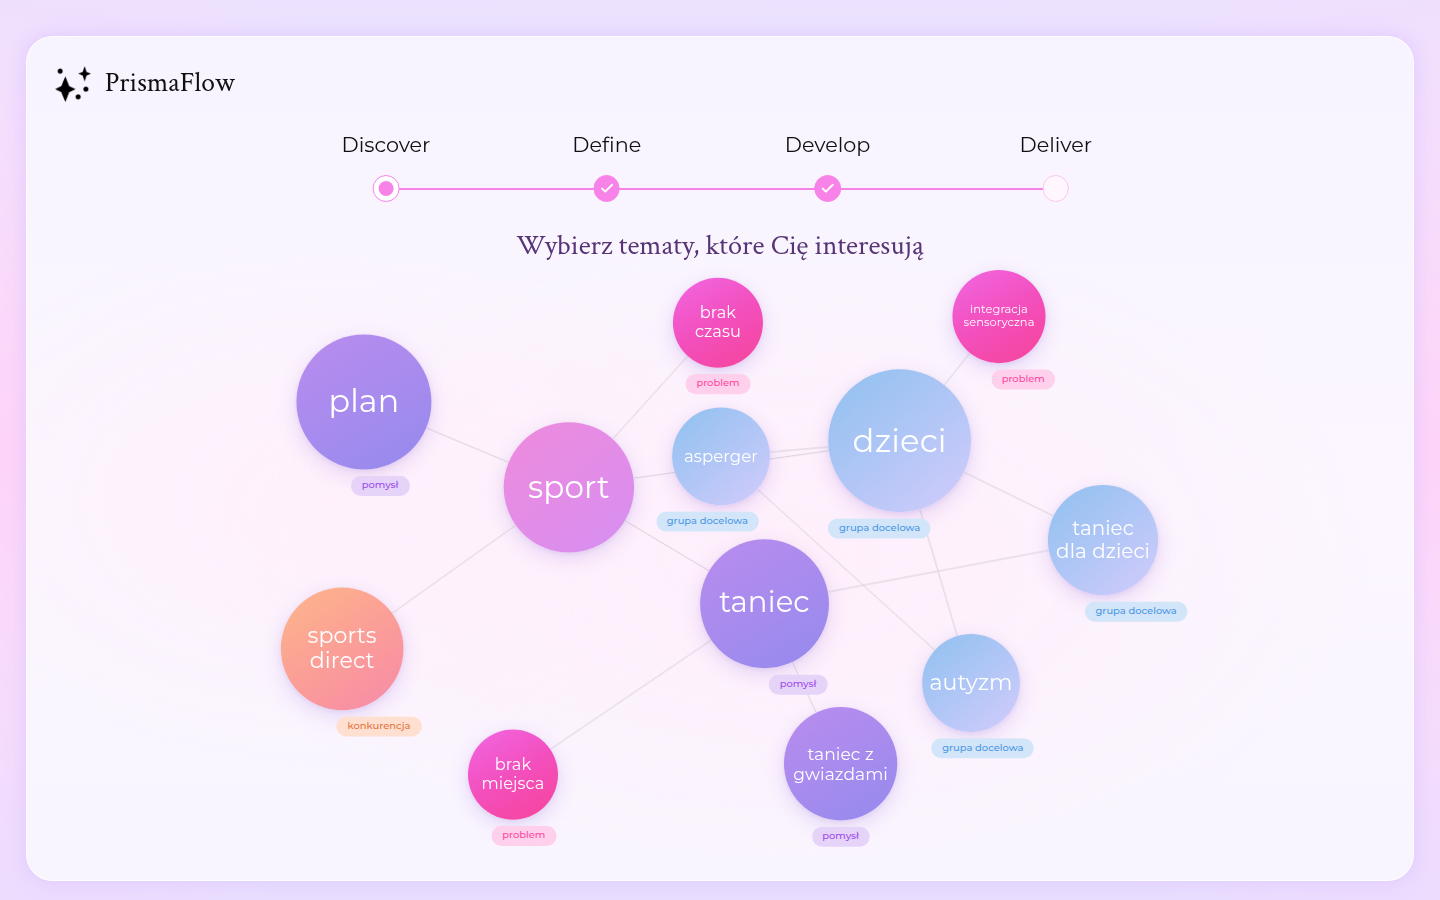 PrismaFlow
Discover
Define
Develop
Deliver
Wybierz tematy, które Cię interesują
brak
czasu
problem
integracja
sensoryczna
problem
plan
pomysł
sport
asperger
grupa docelowa
dzieci
grupa docelowa
taniec
dla dzieci
grupa docelowa
taniec
pomysł
sports
direct
konkurencja
autyzm
grupa docelowa
brak
miejsca
problem
taniec z
gwiazdami
pomysł